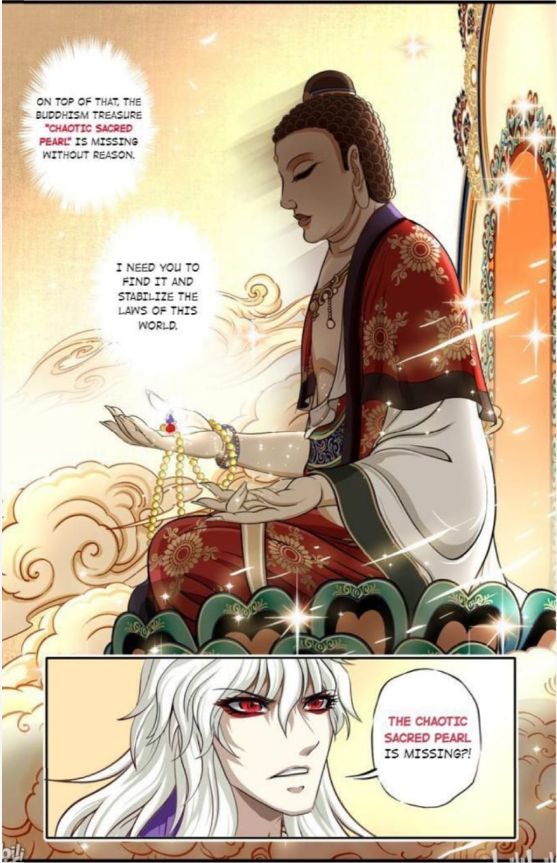 ON TOP OF THAT, THE
BUDDHISM TREASURE
"CHAOTIC SACRED
PEARL" IS MISSING
WITHOUT REASON.
I NEED YOU TO
FIND IT AND
STABILIZE THE
LAWS OF THIS
WORLD.
THE CHAOTIC
SACRED PEARL
IS MISSING?!